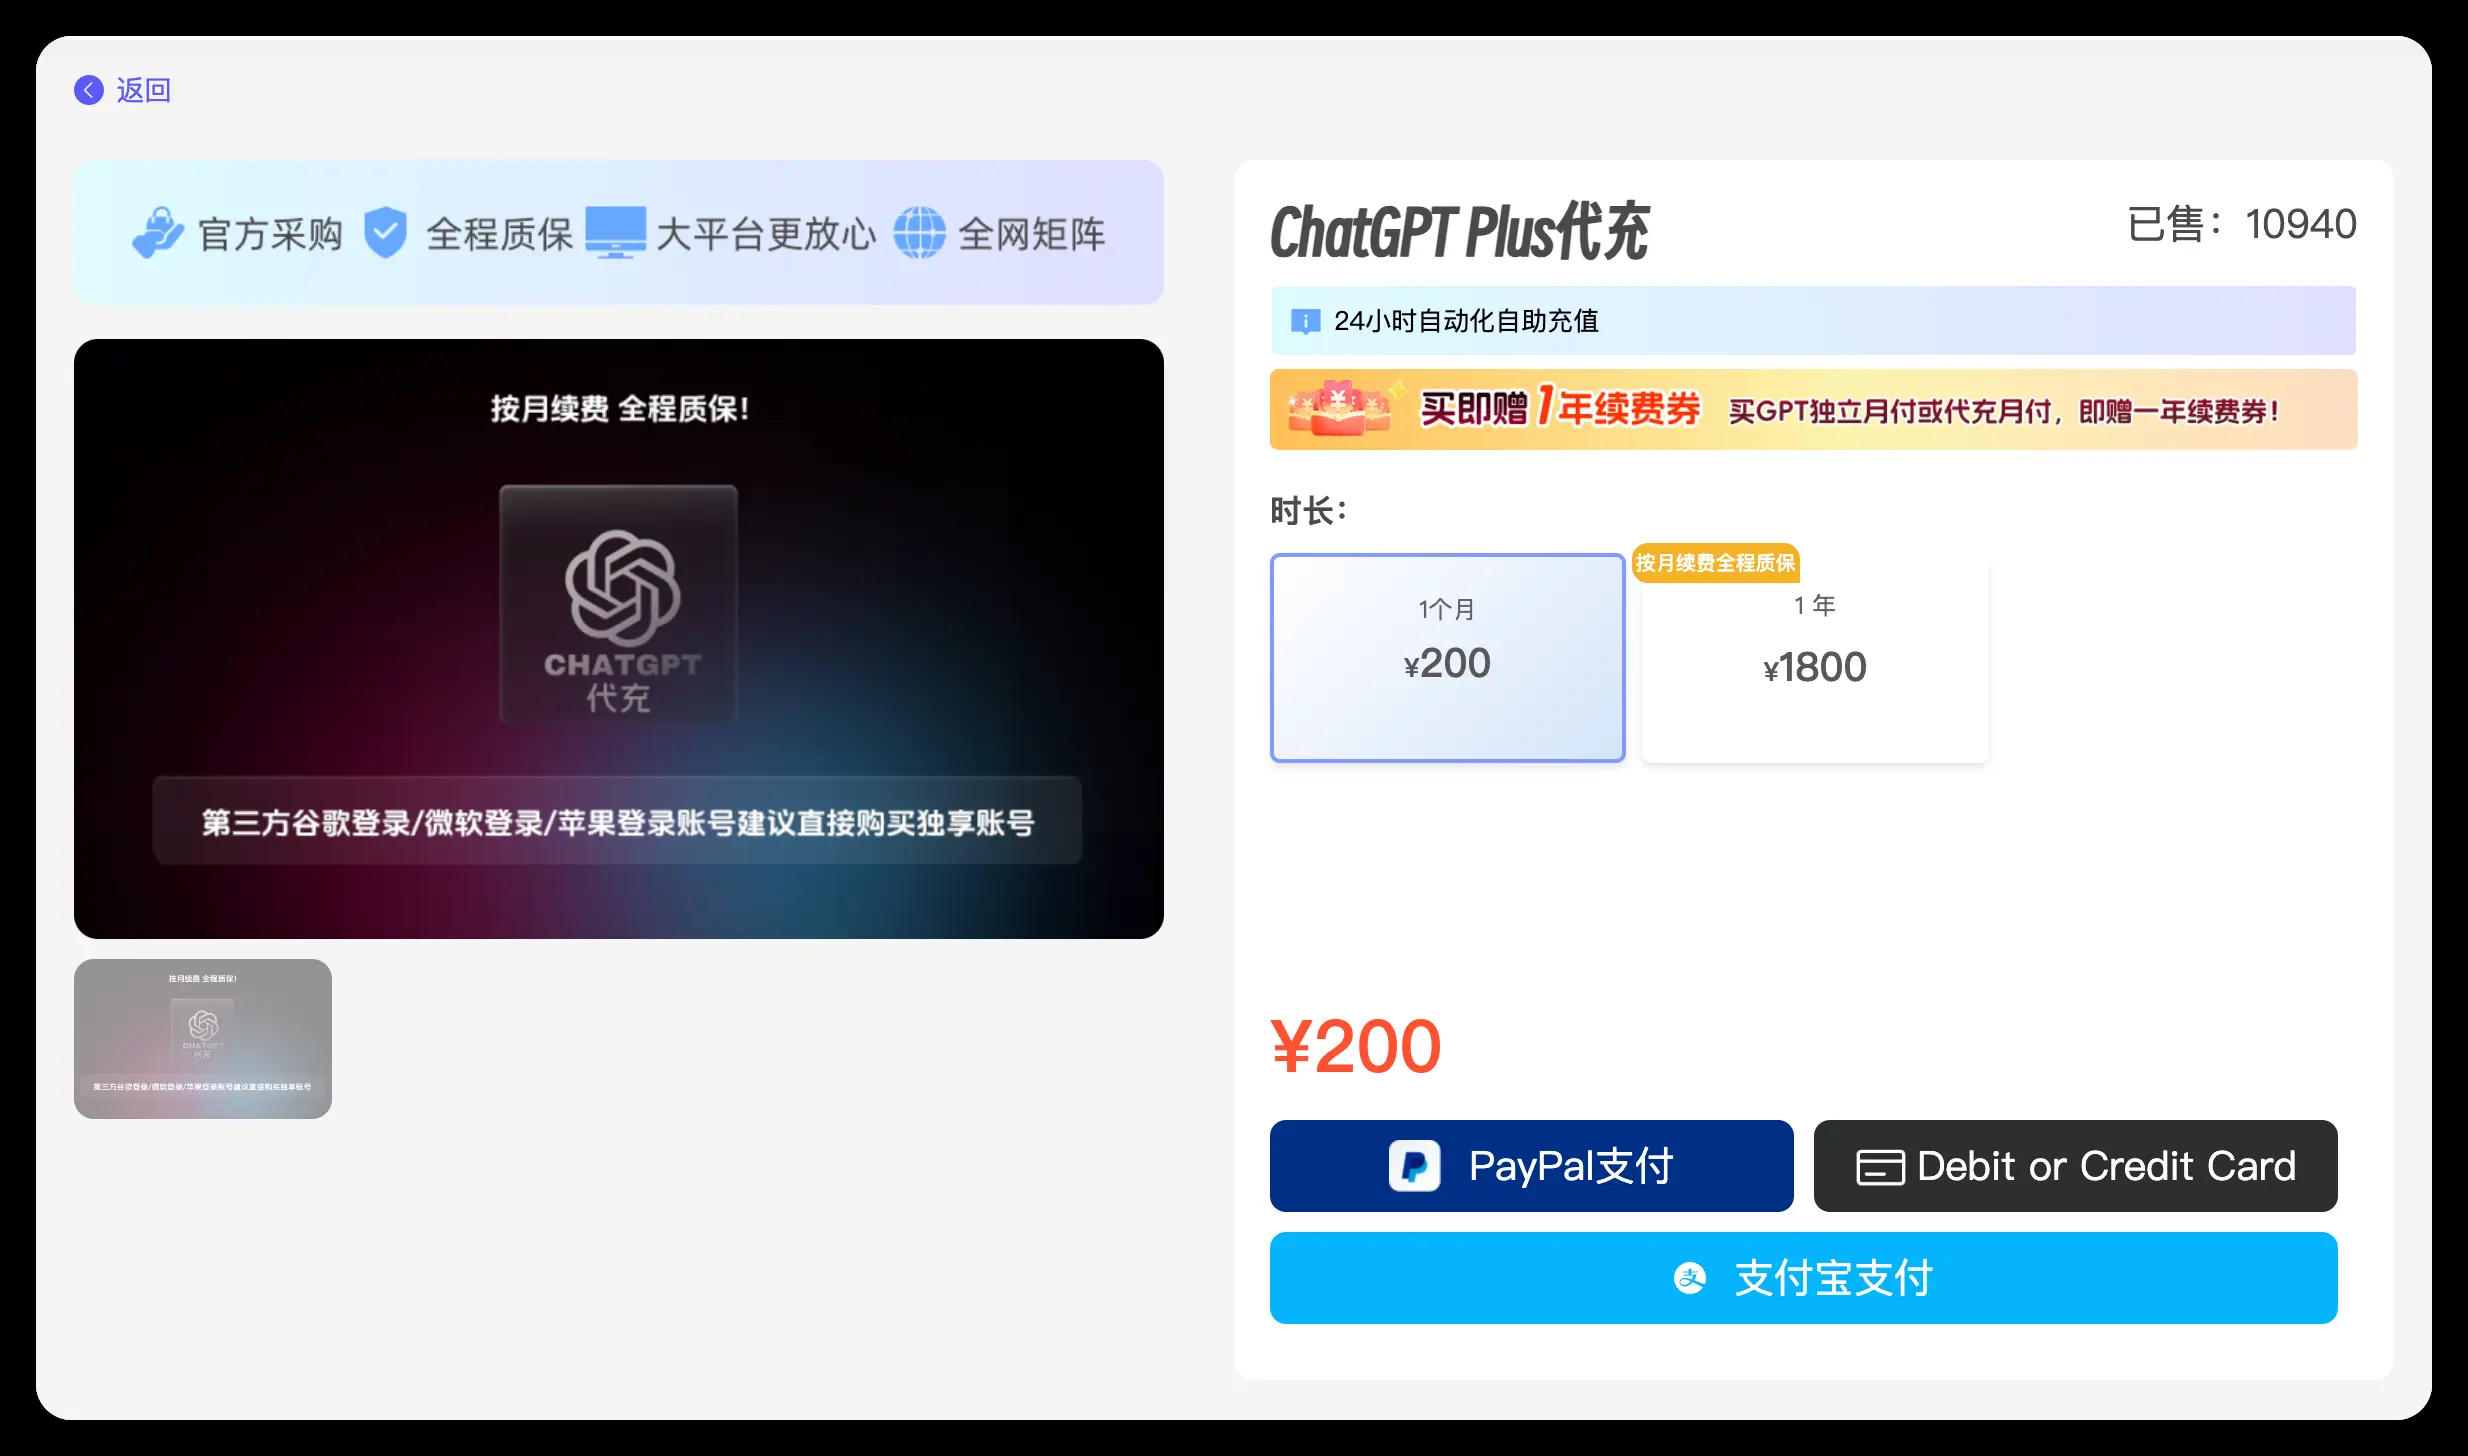 返回
官方采购 全程质保 大平台更放心 全网矩阵
按月续费 全程质保!
CHATGPT
代充
第三方谷歌登录/微软登录/苹果登录账号建议直接购买独享账号
按月续费 全程质保!
CHATGPT
代充
第三方谷歌登录/微软登录/苹果登录账号建议直接购买独享账号
ChatGPT Plus代充
已售：10940
24小时自动化自助充值
买即赠1年续费券 买GPT独立月付或代充月付，即赠一年续费券！
时长：
1个月
¥200
按月续费全程质保
1 年
¥1800
¥200
PayPal支付
Debit or Credit Card
支付宝支付